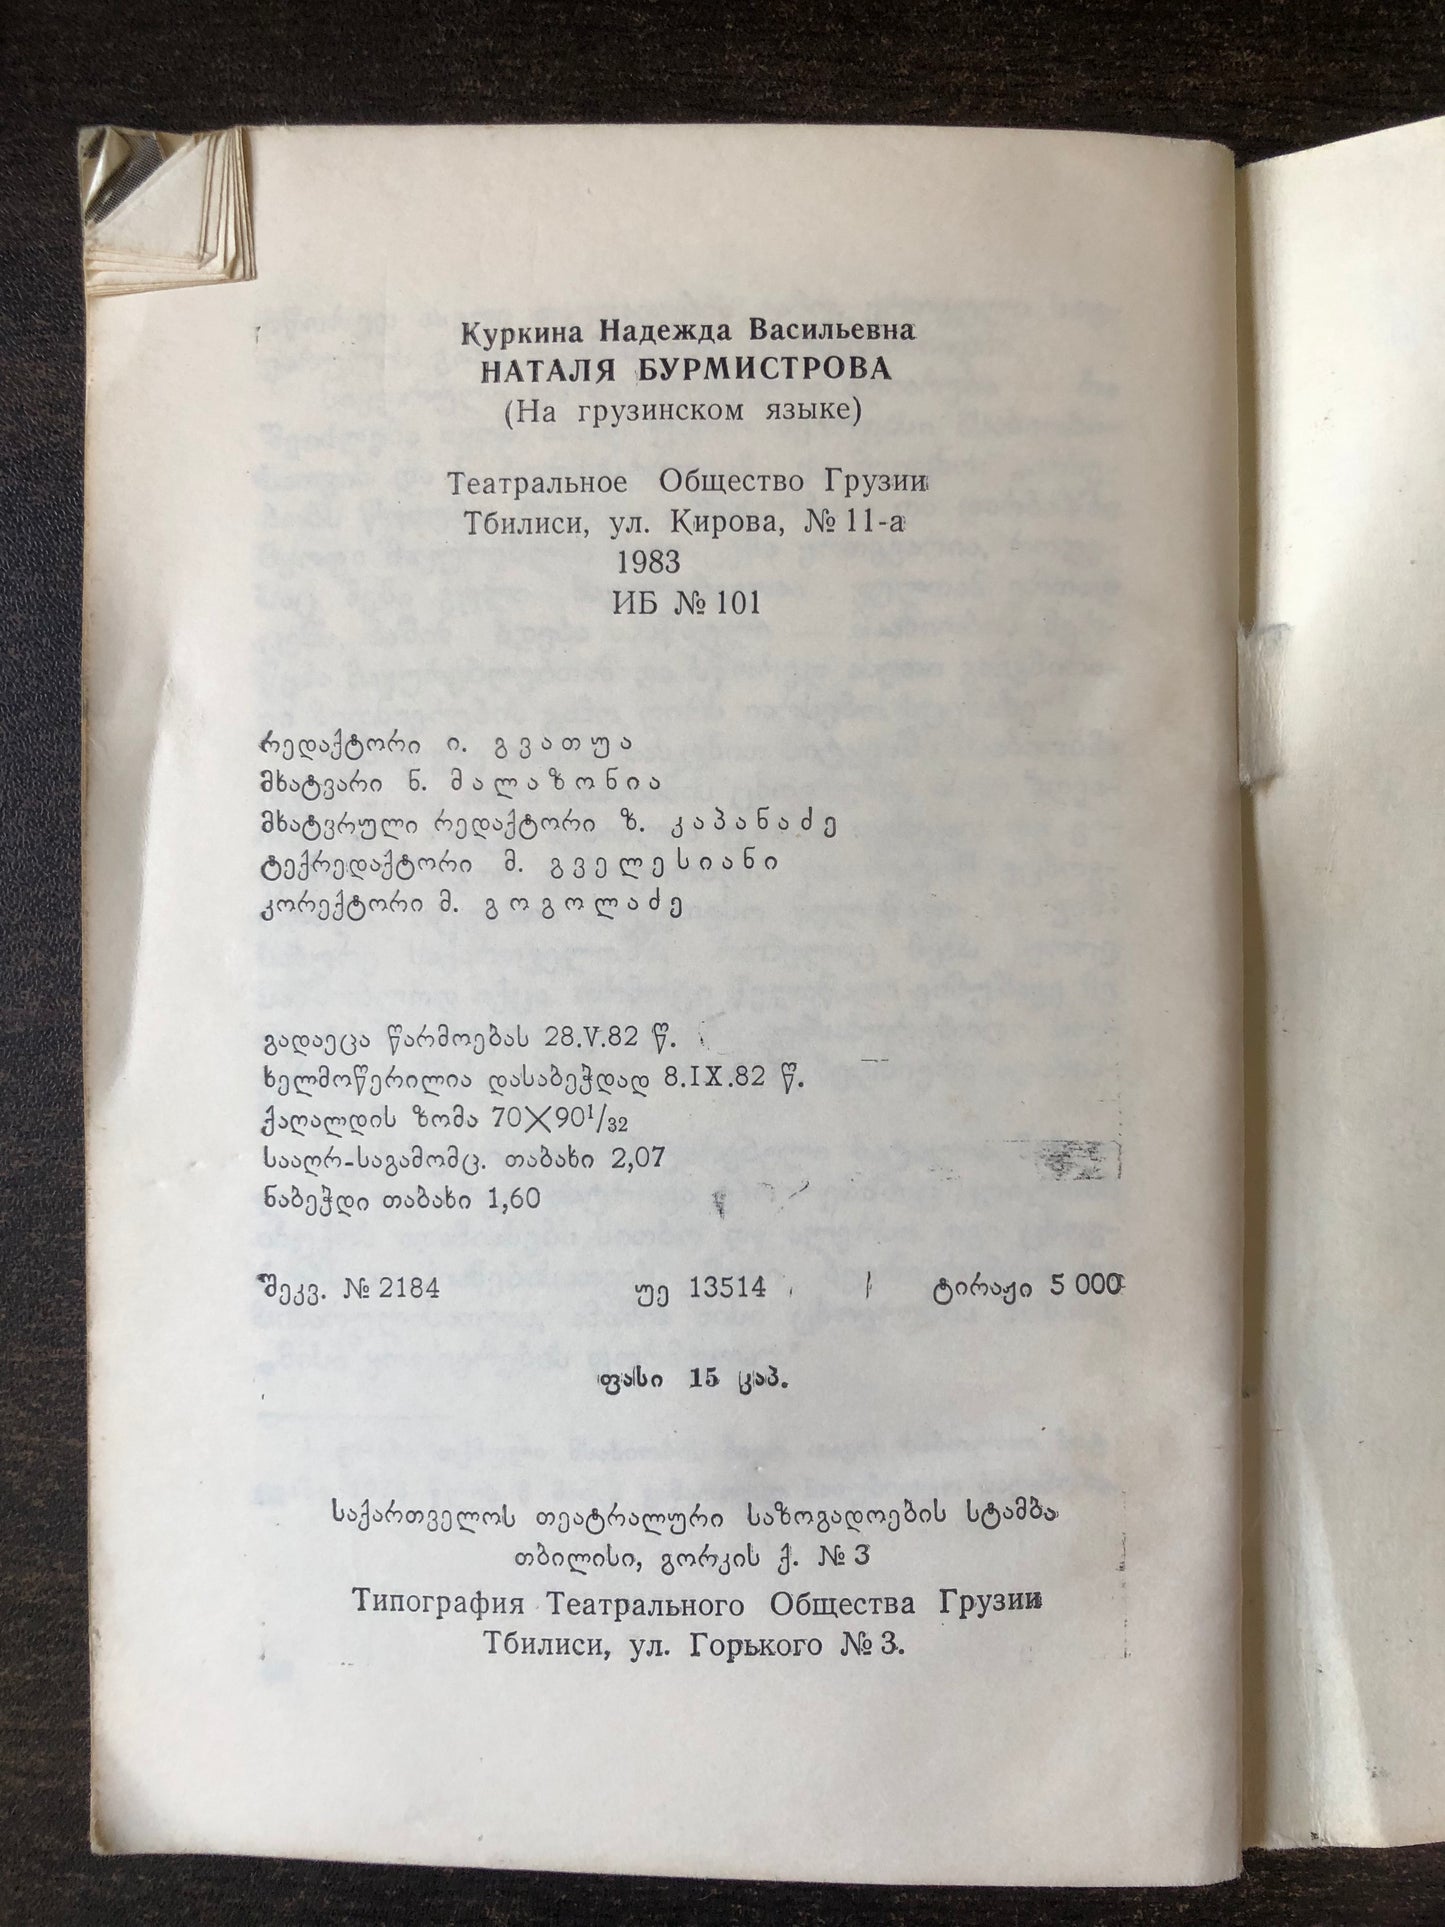 Куркина Надежда Васильевна
НАТАЛЯ БУРМИСТРОВА
(На грузинском языке)
Театральное Общество Грузии
Тбилиси, ул. Кирова, № 11-а
1983
ИБ № 101
რედაქტორი ი. გვათუა
მხატვარი ნ. მალაზონია
მხატვრული რედაქტორი ზ. კაპანაძე
ტექრედაქტორი მ. გველესიანი
კორექტორი მ. გოგოლაძე
გადაეცა წარმოებას 28.V.82 წ.
ხელმოწერილია დასაბეჭდად 8.IX.82 წ.
ქაღალდის ზომა 70X90¹/₃₂
სააღრ-საგამომც. თაბახი 2,07
ნაბეჭდი თაბახი 1,60
შეკვ. № 2184 უე 13514 ტირაჟი 5 000
ფასი 15 კაპ.
საქართველოს თეატრალური საზოგადოების სტამბა
თბილისი, გორკის ქ. № 3
Типография Театрального Общества Грузии
Тбилиси, ул. Горького № 3.